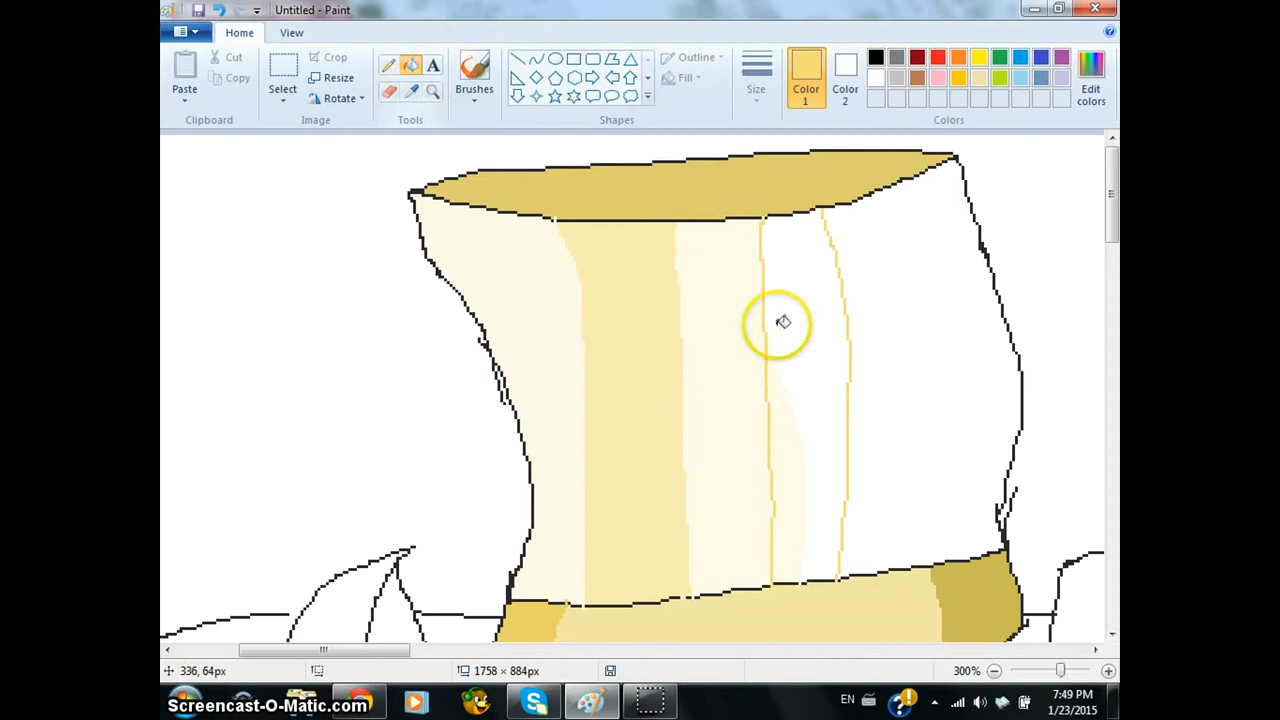 Untitled - Paint
Home View
Paste
Cut
Copy
Clipboard
Select
Crop
Resize
Rotate
Image
A
Tools
Brushes
Outline
Fill
Shapes
Size
Color 1
Color 2
Edit colors
Colors
336, 64px
1758 × 884px
300%
EN
7:49 PM
1/23/2015
Screencast-O-Matic.com